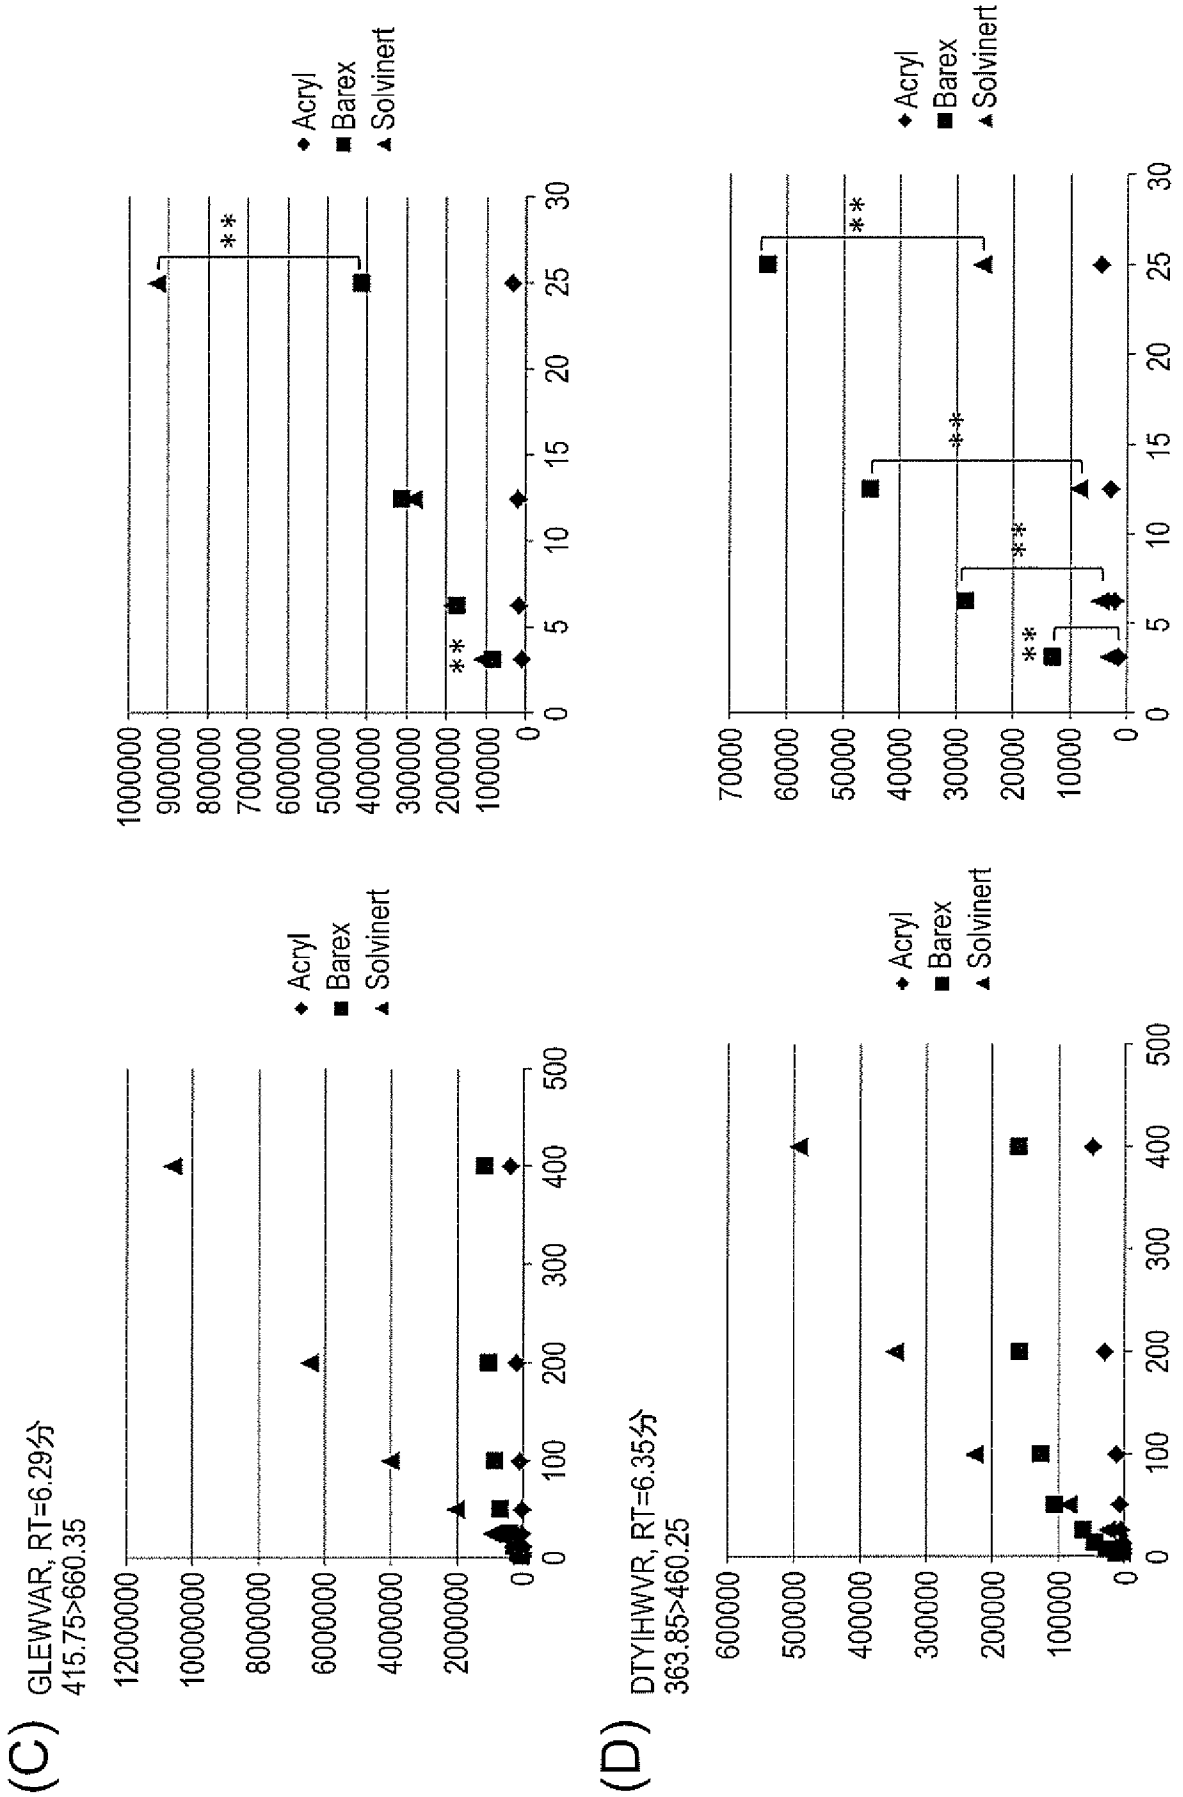 (C)
GLEWVAR, RT=6.29分
415.75>660.35
12000000
10000000
8000000
6000000
4000000
2000000
0
0 100 200 300 400 500
Acryl
Barex
Solvinert
1000000
900000
800000
700000
600000
500000
400000
300000
200000
100000
0
0 5 10 15 20 25 30
**
**
Acryl
Barex
Solvinert
(D)
DTYIHWVR, RT=6.35分
363.85>460.25
600000
500000
400000
300000
200000
100000
0
0 100 200 300 400 500
Acryl
Barex
Solvinert
70000
60000
50000
40000
30000
20000
10000
0
0 5 10 15 20 25 30
**
**
**
**
Acryl
Barex
Solvinert